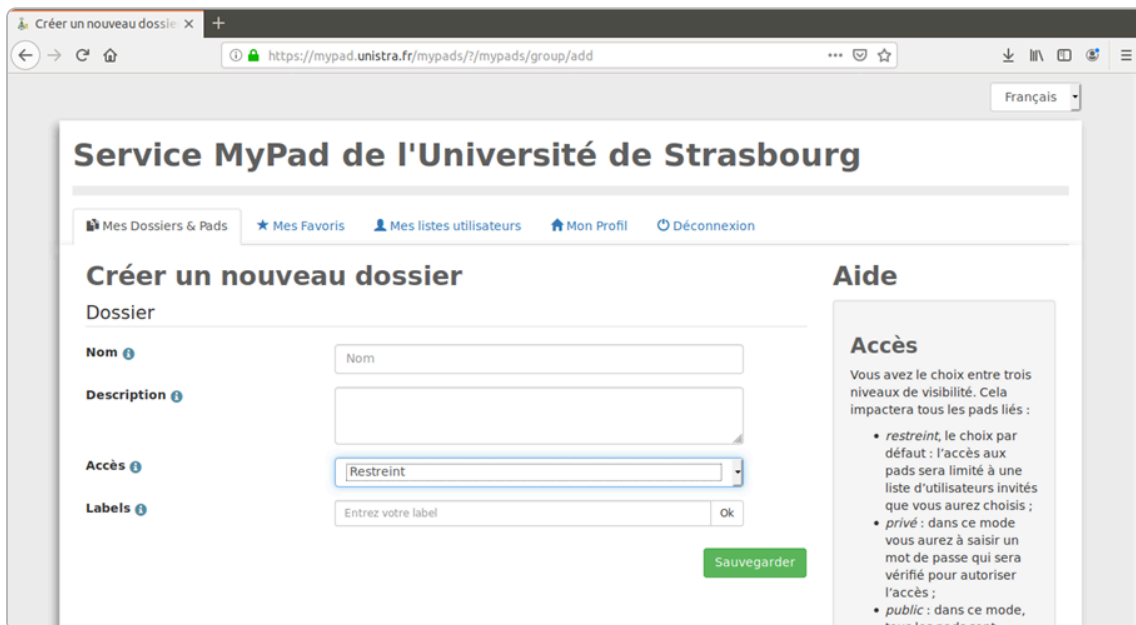 Créer un nouveau dossie
https://mypad.unistra.fr/mypads/?/mypads/group/add
Français
Service MyPad de l'Université de Strasbourg
Mes Dossiers & Pads
Mes Favoris
Mes listes utilisateurs
Mon Profil
Déconnexion
Créer un nouveau dossier
Dossier
Nom
Nom
Description
Accès
Restreint
Labels
Entrez votre label
Ok
Sauvegarder
Aide
Accès
Vous avez le choix entre trois
niveaux de visibilité. Cela
impactera tous les pads liés :
• restreint, le choix par
défaut : l'accès aux
pads sera limité à une
liste d'utilisateurs invités
que vous aurez choisis ;
• privé : dans ce mode
vous aurez à saisir un
mot de passe qui sera
vérifié pour autoriser
l'accès ;
• public : dans ce mode,